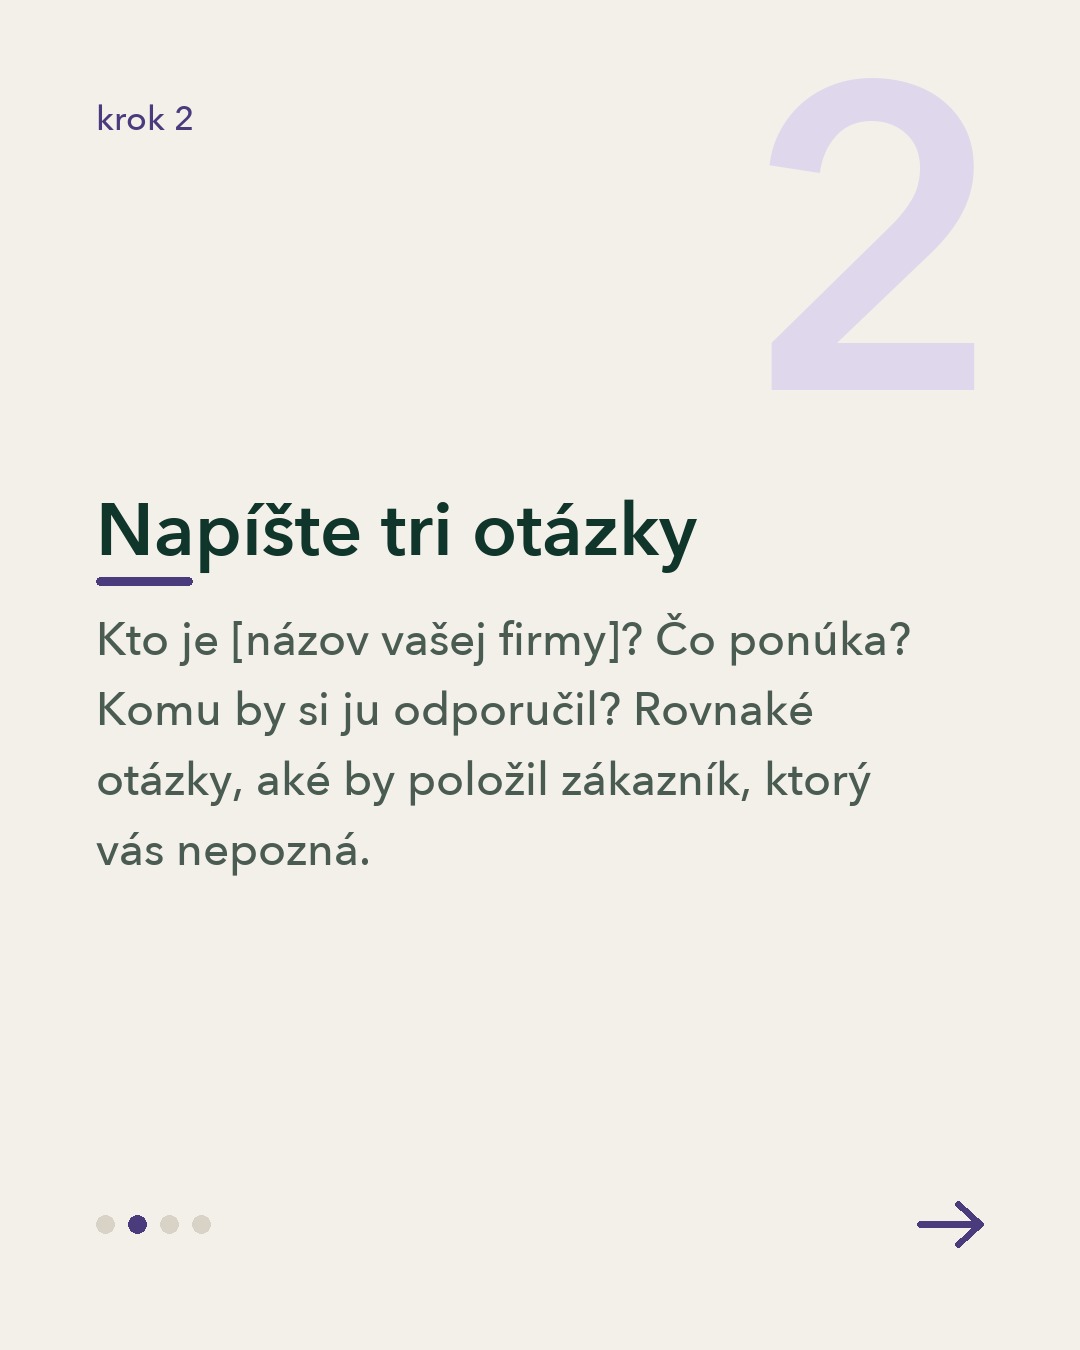 krok 2
2
Napíšte tri otázky
Kto je [názov vašej firmy]? Čo ponúka?
Komu by si ju odporučil? Rovnaké
otázky, aké by položil zákazník, ktorý
vás nepozná.